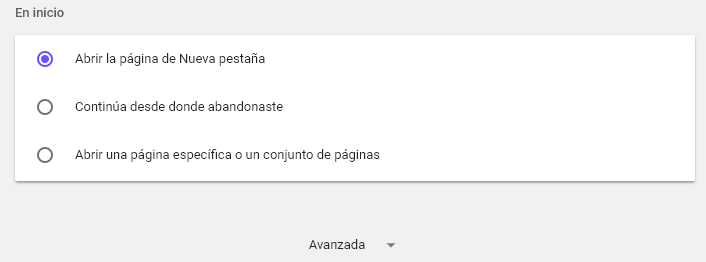 En inicio
Abrir la página de Nueva pestaña
Continúa desde donde abandonaste
Abrir una página específica o un conjunto de páginas
Avanzada